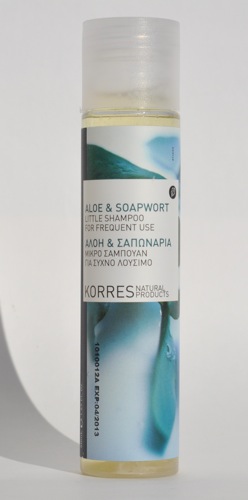 ALOE & SOAPWORT
LITTLE SHAMPOO
FOR FREQUENT USE
ΑΛΟΗ & ΣΑΠΩΝΑΡΙΑ
ΜΙΚΡΟ ΣΑΜΠΟΥΑΝ
ΓΙΑ ΣΥΧΝΟ ΛΟΥΣΙΜΟ
KORRES NATURAL
PRODUCTS
1040012A EXP:04/2013